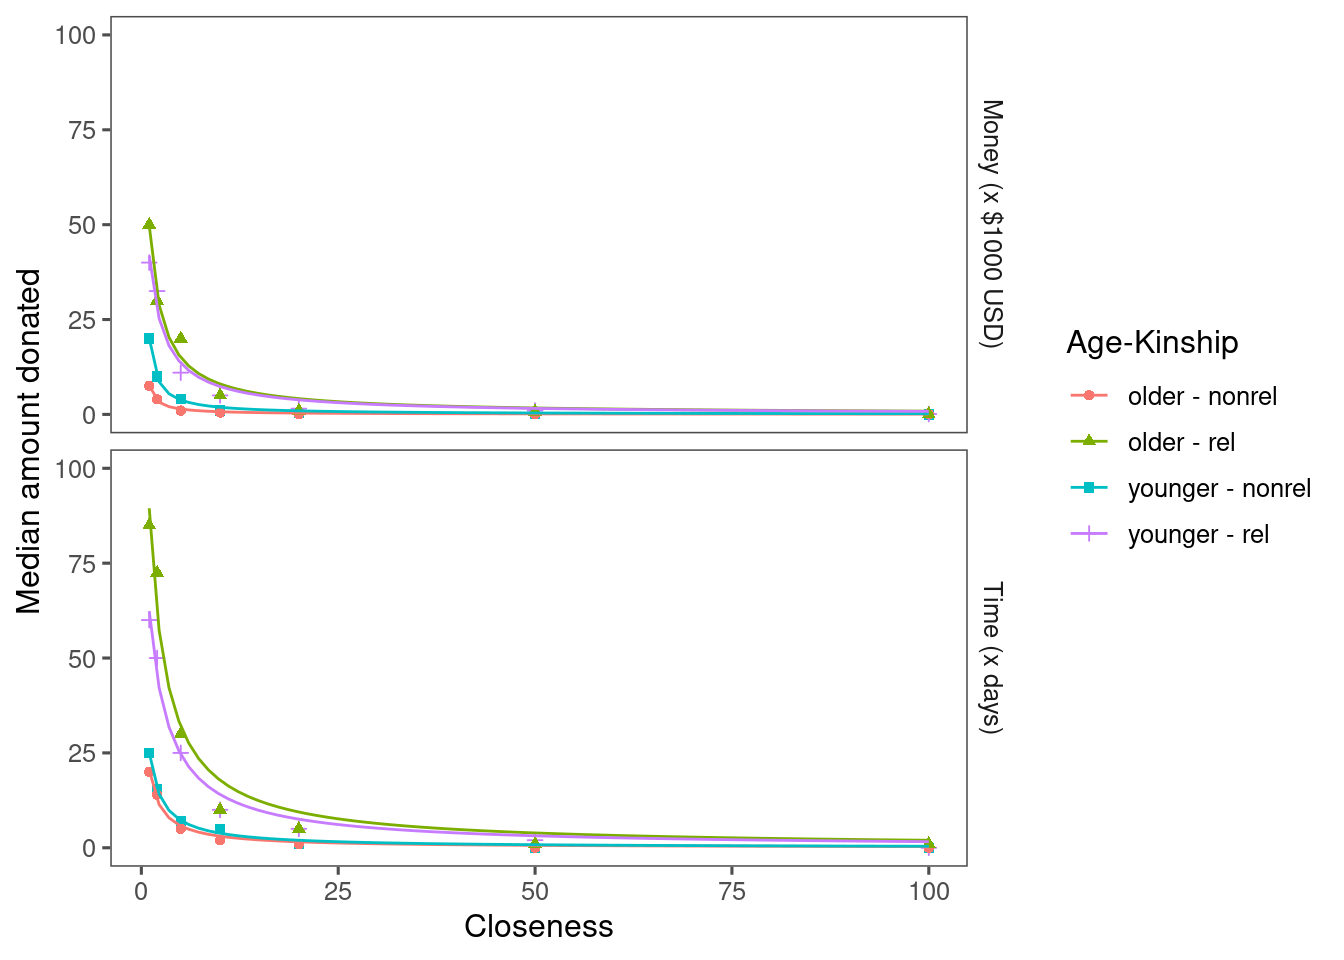 Median amount donated
100
75
50
25
0
Money (x $1000 USD)
100
75
50
25
0
Time (x days)
0 25 50 75 100
Closeness
Age-Kinship
older - nonrel
older - rel
younger - nonrel
younger - rel